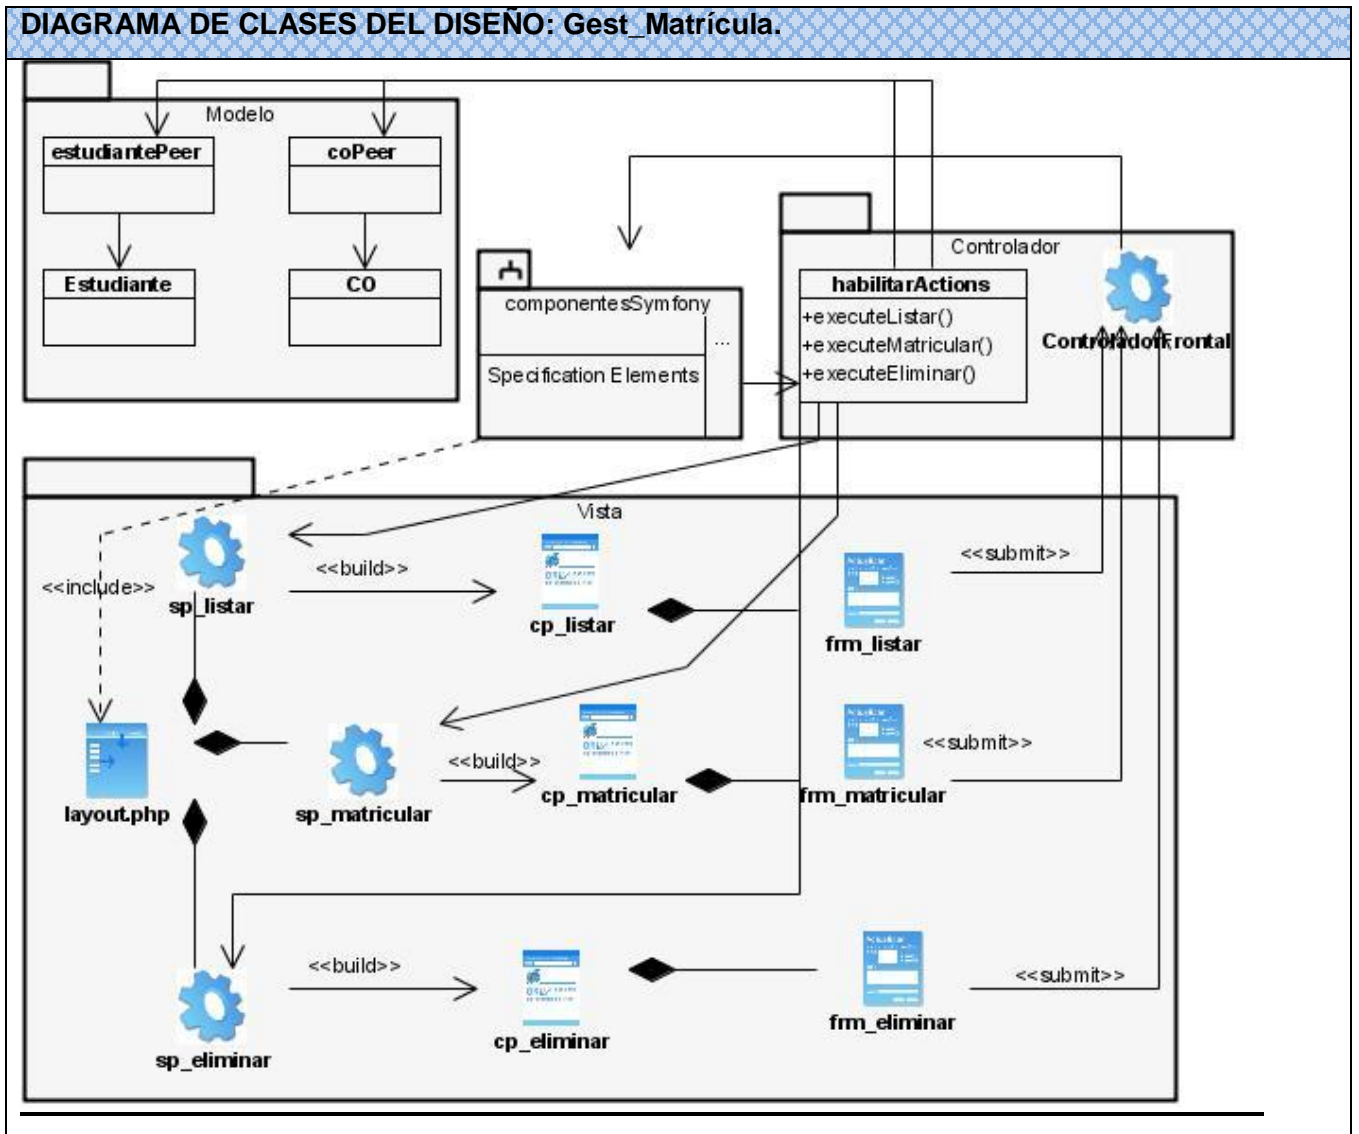 DIAGRAMA DE CLASES DEL DISEÑO: Gest_Matrícula.
Modelo
estudiantePeer
coPeer
Estudiante
CO
componentesSymfony
...
Specification Elements
Controlador
habilitarActions
+executeListar()
+executeMatricular()
+executeEliminar()
ControladorFrontal
Vista
<<include>>
sp_listar
<<build>>
cp_listar
frm_listar
<<submit>>
layout.php
sp_matricular
<<build>>
cp_matricular
frm_matricular
<<submit>>
sp_eliminar
<<build>>
cp_eliminar
frm_eliminar
<<submit>>